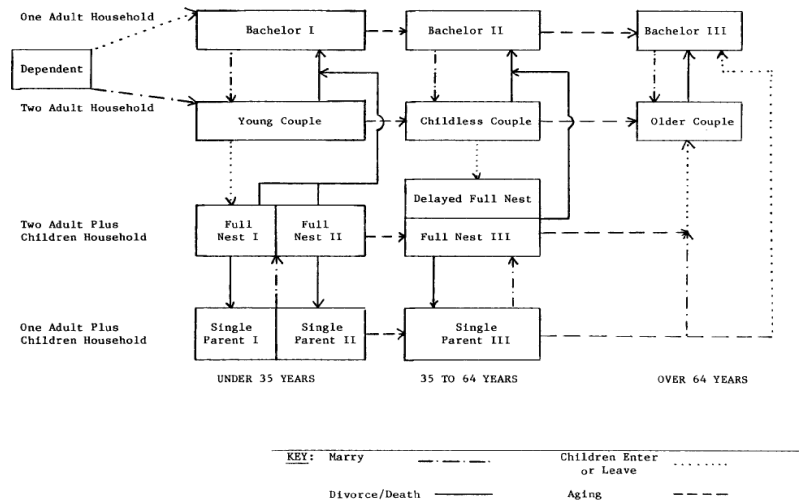 One Adult Household
Bachelor I
Bachelor II
Bachelor III
Dependent
Two Adult Household
Young Couple
Childless Couple
Older Couple
Delayed Full Nest
Two Adult Plus
Children Household
Full
Nest I
Full
Nest II
Full Nest III
One Adult Plus
Children Household
Single
Parent I
Single
Parent II
Single
Parent III
UNDER 35 YEARS
35 TO 64 YEARS
OVER 64 YEARS
KEY: Marry
Children Enter
or Leave
Divorce/Death
Aging